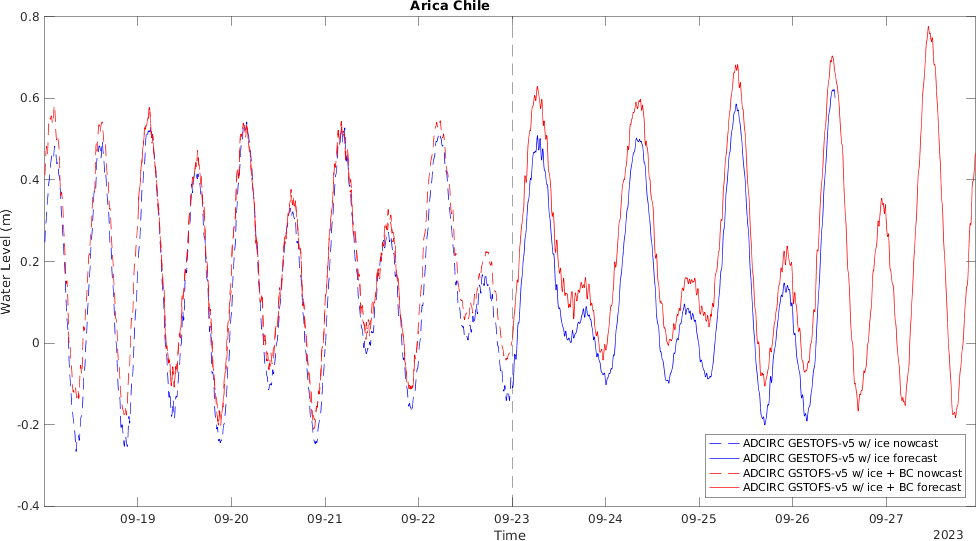 Arica Chile
0.8
0.6
0.4
0.2
0
-0.2
-0.4
Water Level (m)
ADCIRC GESTOFS-v5 w/ ice nowcast
ADCIRC GESTOFS-v5 w/ ice forecast
ADCIRC GSTOFS-v5 w/ ice + BC nowcast
ADCIRC GSTOFS-v5 w/ ice + BC forecast
09-19 09-20 09-21 09-22 09-23 09-24 09-25 09-26 09-27
Time
2023